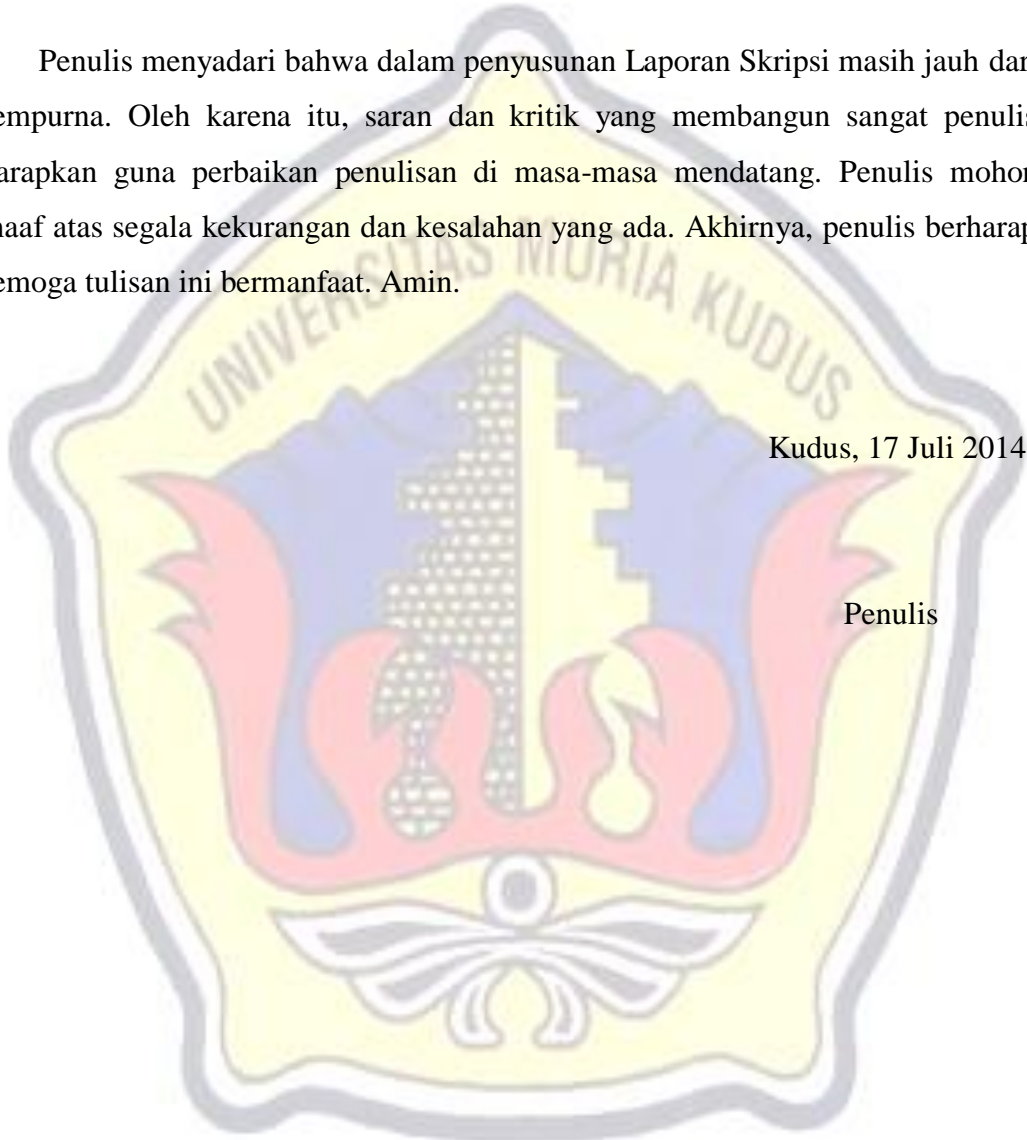 Penulis menyadari bahwa dalam penyusunan Laporan Skripsi masih jauh dar
empurna. Oleh karena itu, saran dan kritik yang membangun sangat penulis
arapkan guna perbaikan penulisan di masa-masa mendatang. Penulis mohon
naaf atas segala kekurangan dan kesalahan yang ada. Akhirnya, penulis berharap
emoga tulisan ini bermanfaat. Amin.
UNIVERSITAS MURIA KUDUS
Kudus, 17 Juli 2014
Penulis